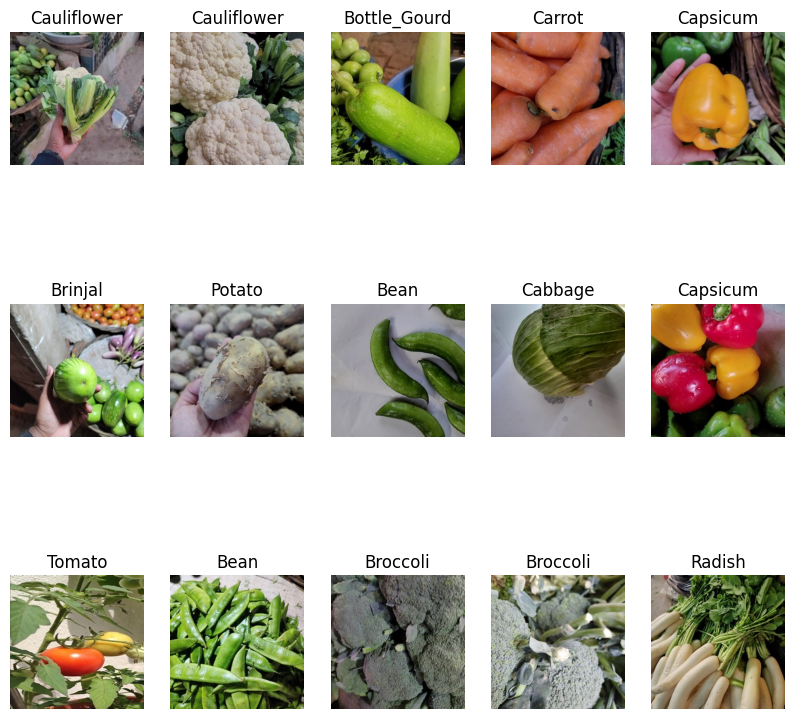 Cauliflower
Cauliflower
Bottle_Gourd
Carrot
Capsicum
Brinjal
Potato
Bean
Cabbage
Capsicum
Tomato
Bean
Broccoli
Broccoli
Radish